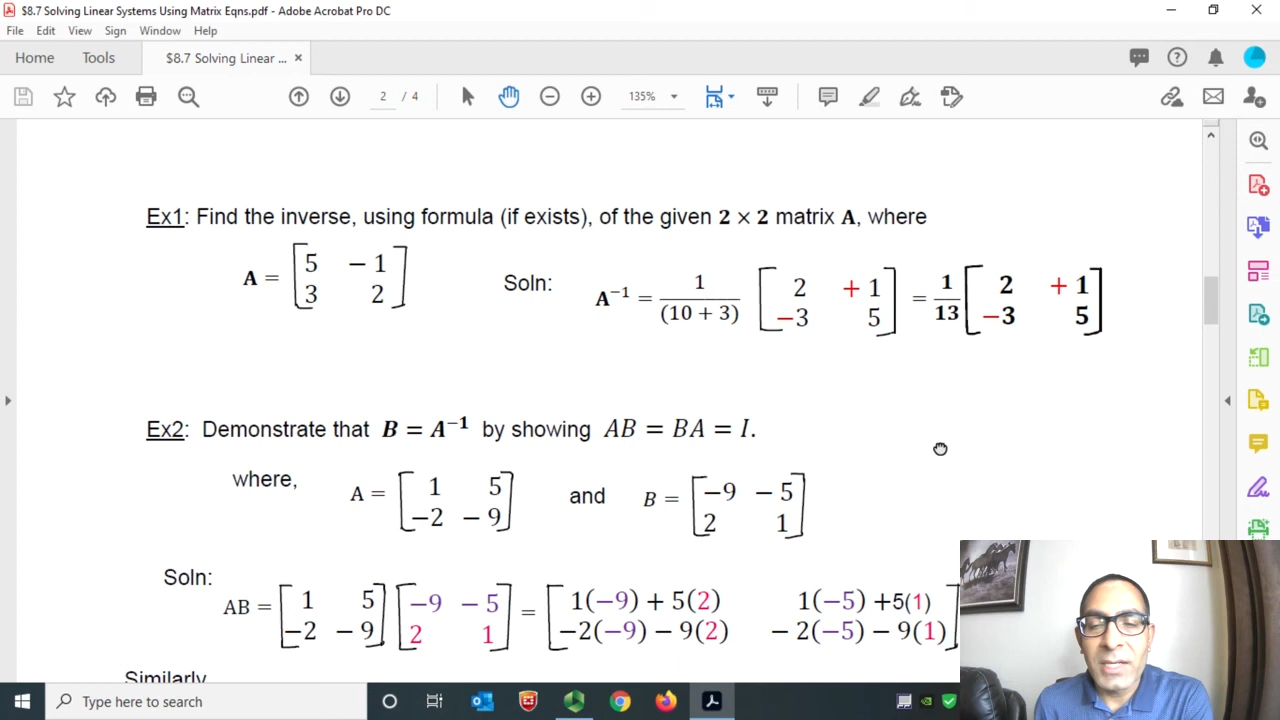 $8.7 Solving Linear Systems Using Matrix Eqns.pdf - Adobe Acrobat Pro DC
File Edit View Sign Window Help
Home Tools $8.7 Solving Linear ... ×
2 / 4 135%
Ex1: Find the inverse, using formula (if exists), of the given 2 × 2 matrix A, where
A = [5 − 1
3 2]
Soln: A⁻¹ = 1/(10 + 3) [2 + 1
−3 5] = 1/13 [2 + 1
−3 5]
Ex2: Demonstrate that B = A⁻¹ by showing AB = BA = I.
where, A = [1 5
−2 − 9] and B = [−9 − 5
2 1]
Soln:
AB = [1 5
−2 − 9] [−9 − 5
2 1] = [1(−9) + 5(2) 1(−5) +5(1)
−2(−9) − 9(2) − 2(−5) − 9(1)]
Similarly
Type here to search